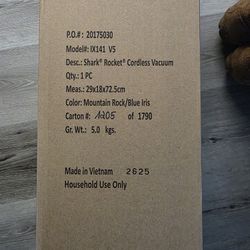 P.O.# : 20175030
Model#: IX141 V5
Desc.: Shark® Rocket® Cordless Vacuum
Qty.: 1 PC
Meas.: 29x18x72.5cm
Color: Mountain Rock/Blue Iris
Carton #: 1205 of 1790
Gr. Wt.: 5.0 kgs.
Made in Vietnam 2625
Household Use Only